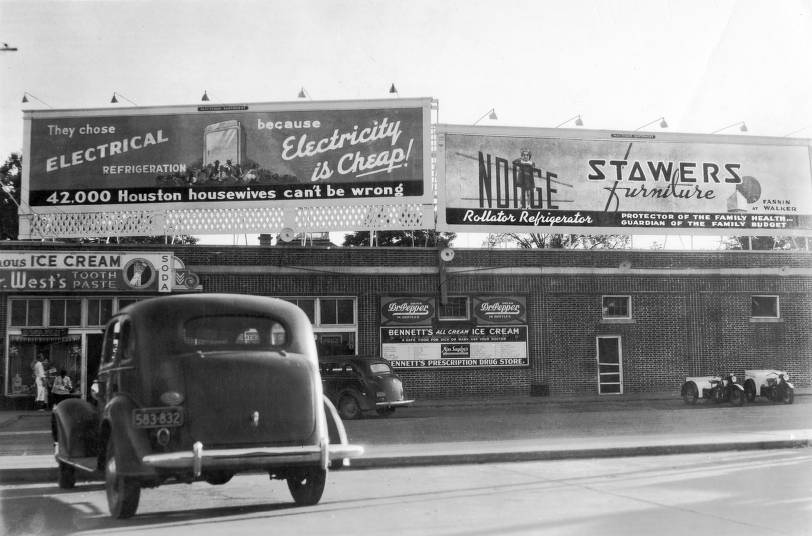 They chose
ELECTRICAL
REFRIGERATION
because
Electricity
is Cheap!
42,000 Houston housewives can't be wrong
NORGE
Rollator Refrigerator
STAWERS
furniture
FANNIN
AT WALKER
PROTECTOR OF THE FAMILY HEALTH
GUARDIAN OF THE FAMILY BUDGET
ous ICE CREAM
r. West's TOOTH
PASTE
SODA
Dr.Pepper
Dr.Pepper
BENNETT'S ALL CREAM ICE CREAM
BENNETT'S PRESCRIPTION DRUG STORE.
583-832